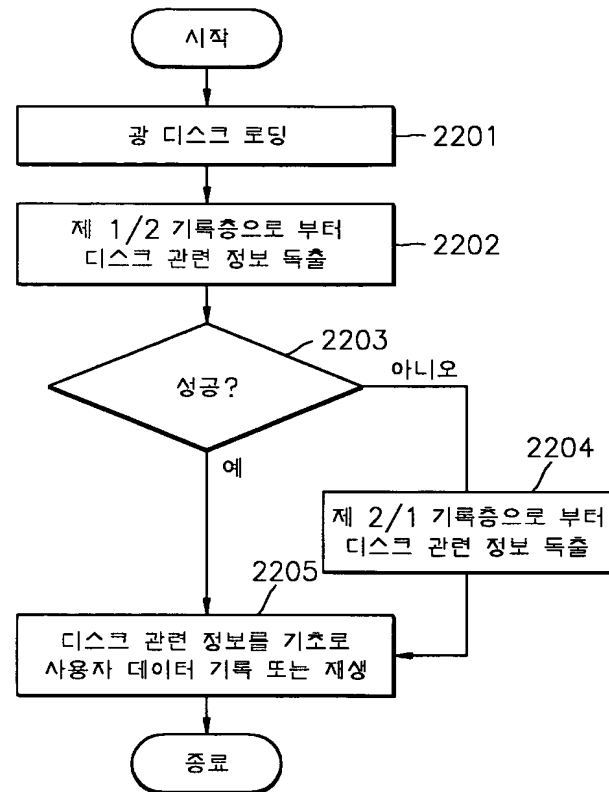 시작
광 디스크 로딩
2201
제 1/2 기록층으로 부터
디스크 관련 정보 독출
2202
2203
성공?
아니오
예
2204
제 2/1 기록층으로 부터
디스크 관련 정보 독출
2205
디스크 관련 정보를 기초로
사용자 데이터 기록 또는 재생
종료